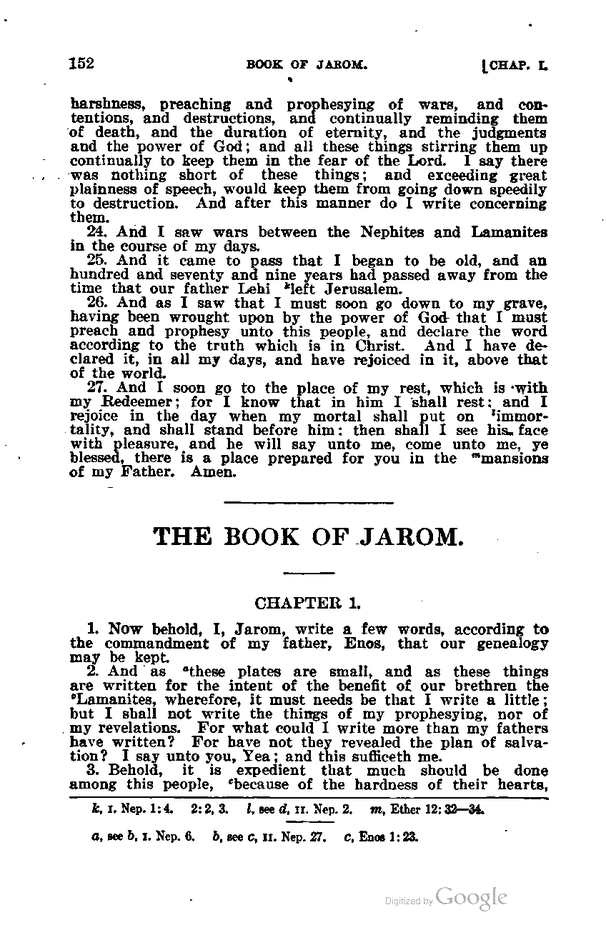 152 BOOK OF JAROM. [CHAP. I.
harshness, preaching and prophesying of wars, and con-
tentions, and destructions, and continually reminding them
of death, and the duration of eternity, and the judgments
and the power of God; and all these things stirring them up
continually to keep them in the fear of the Lord. I say there
was nothing short of these things; and exceeding great
plainness of speech, would keep them from going down speedily
to destruction. And after this manner do I write concerning
them.
24. And I saw wars between the Nephites and Lamanites
in the course of my days.
25. And it came to pass that I began to be old, and an
hundred and seventy and nine years had passed away from the
time that our father Lehi ᵏleft Jerusalem.
26. And as I saw that I must soon go down to my grave,
having been wrought upon by the power of God that I must
preach and prophesy unto this people, and declare the word
according to the truth which is in Christ. And I have de-
clared it, in all my days, and have rejoiced in it, above that
of the world.
27. And I soon go to the place of my rest, which is with
my Redeemer; for I know that in him I shall rest; and I
rejoice in the day when my mortal shall put on ˡimmor-
tality, and shall stand before him: then shall I see his face
with pleasure, and he will say unto me, come unto me, ye
blessed, there is a place prepared for you in the ᵐmansions
of my Father. Amen.
THE BOOK OF JAROM.
CHAPTER 1.
1. Now behold, I, Jarom, write a few words, according to
the commandment of my father, Enos, that our genealogy
may be kept.
2. And as ᵃthese plates are small, and as these things
are written for the intent of the benefit of our brethren the
ᵇLamanites, wherefore, it must needs be that I write a little;
but I shall not write the things of my prophesying, nor of
my revelations. For what could I write more than my fathers
have written? For have not they revealed the plan of salva-
tion? I say unto you, Yea; and this sufficeth me.
3. Behold, it is expedient that much should be done
among this people, ᶜbecause of the hardness of their hearts,
k, I. Nep. 1:4. 2:2, 3. l, see d, II. Nep. 2. m, Ether 12:32—34.
a, see b, I. Nep. 6. b, see c, II. Nep. 27. c, Enos 1:23.
Digitized by Google